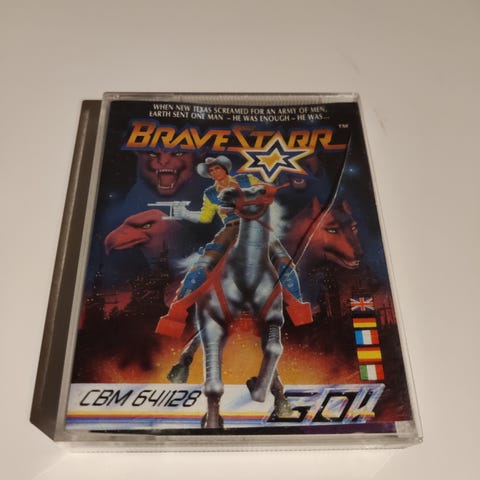 WHEN NEW TEXAS SCREAMED FOR AN ARMY OF MEN,
EARTH SENT ONE MAN – HE WAS ENOUGH – HE WAS...
BRAVESTARR TM
CBM 64/128
GO!